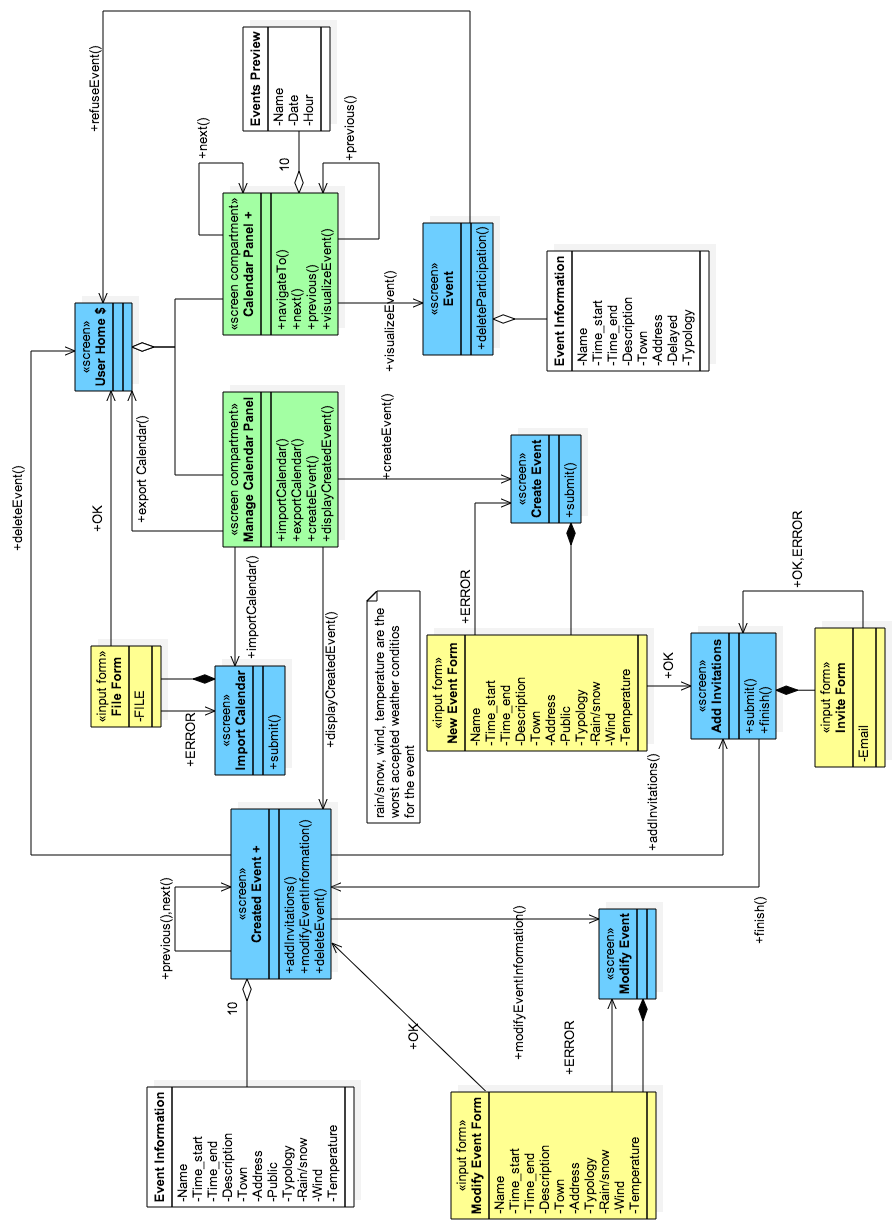 +deleteEvent()
+refuseEvent()
+OK
+export Calendar()
«screen»
User Home $
«input form»
File Form
-FILE
+ERROR
+importCalendar()
«screen»
Import Calendar
+submit()
«screen compartment»
Manage Calendar Panel
+importCalendar()
+exportCalendar()
+createEvent()
+displayCreatedEvent()
«screen compartment»
Calendar Panel +
+navigateTo()
+next()
+previous()
+visualizeEvent()
+next()
+previous()
10
Events Preview
-Name
-Date
-Hour
Event Information
-Name
-Time_start
-Time_end
-Description
-Town
-Address
-Public
-Typology
-Rain/snow
-Wind
-Temperature
10
+previous(),next()
«screen»
Created Event +
+addInvitations()
+modifyEventInformation()
+deleteEvent()
+displayCreatedEvent()
rain/snow, wind, temperature are the
worst accepted weather conditios
for the event
+createEvent()
+visualizeEvent()
«screen»
Event
+deleteParticipation()
Event Information
-Name
-Time_start
-Time_end
-Description
-Town
-Address
-Delayed
-Typology
+OK
«input form»
Modify Event Form
-Name
-Time_start
-Time_end
-Description
-Town
-Address
-Typology
-Rain/snow
-Wind
-Temperature
+modifyEventInformation()
+ERROR
«screen»
Modify Event
«input form»
New Event Form
-Name
-Time_start
-Time_end
-Description
-Town
-Address
-Public
-Typology
-Rain/snow
-Wind
-Temperature
+ERROR
«screen»
Create Event
+submit()
+addInvitations()
+OK
«screen»
Add Invitations
+submit()
+finish()
+finish()
+OK,ERROR
«input form»
Invite Form
-Email